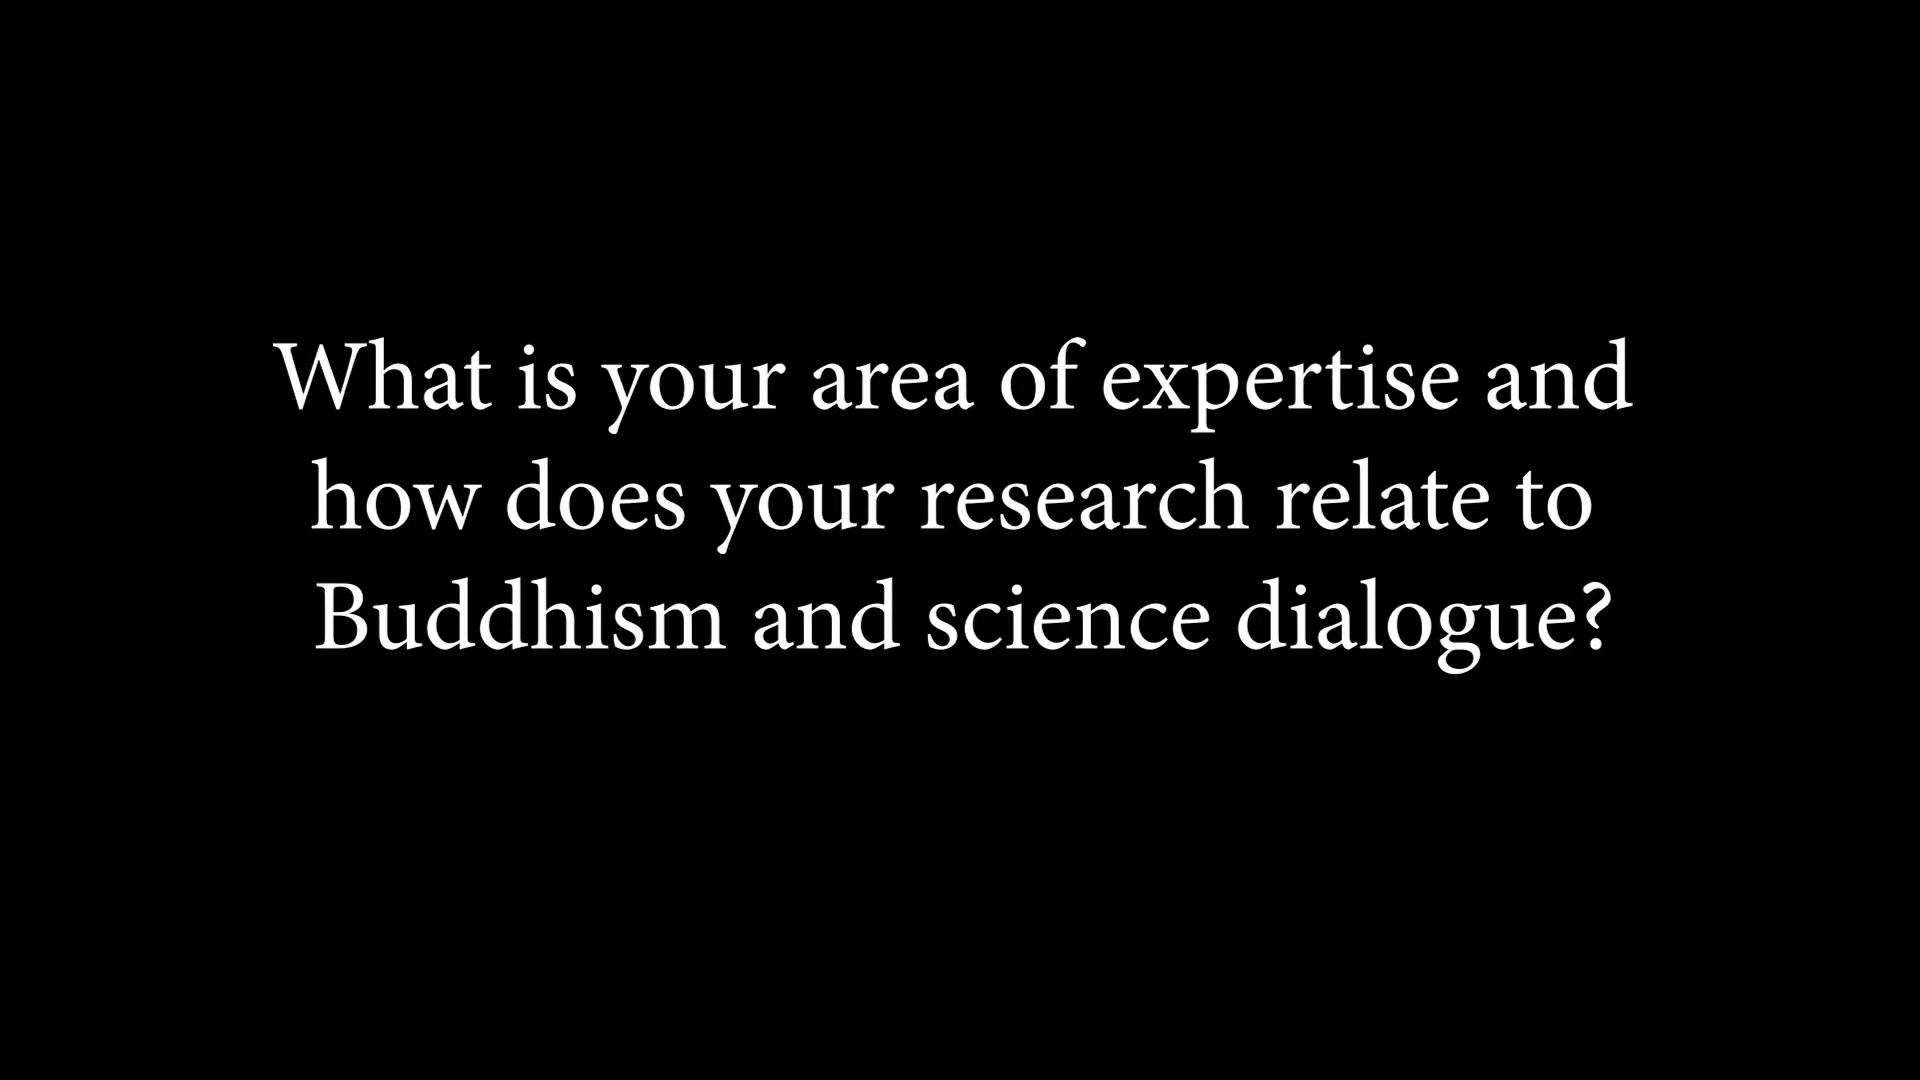 What is your area of expertise and
how does your research relate to
Buddhism and science dialogue?